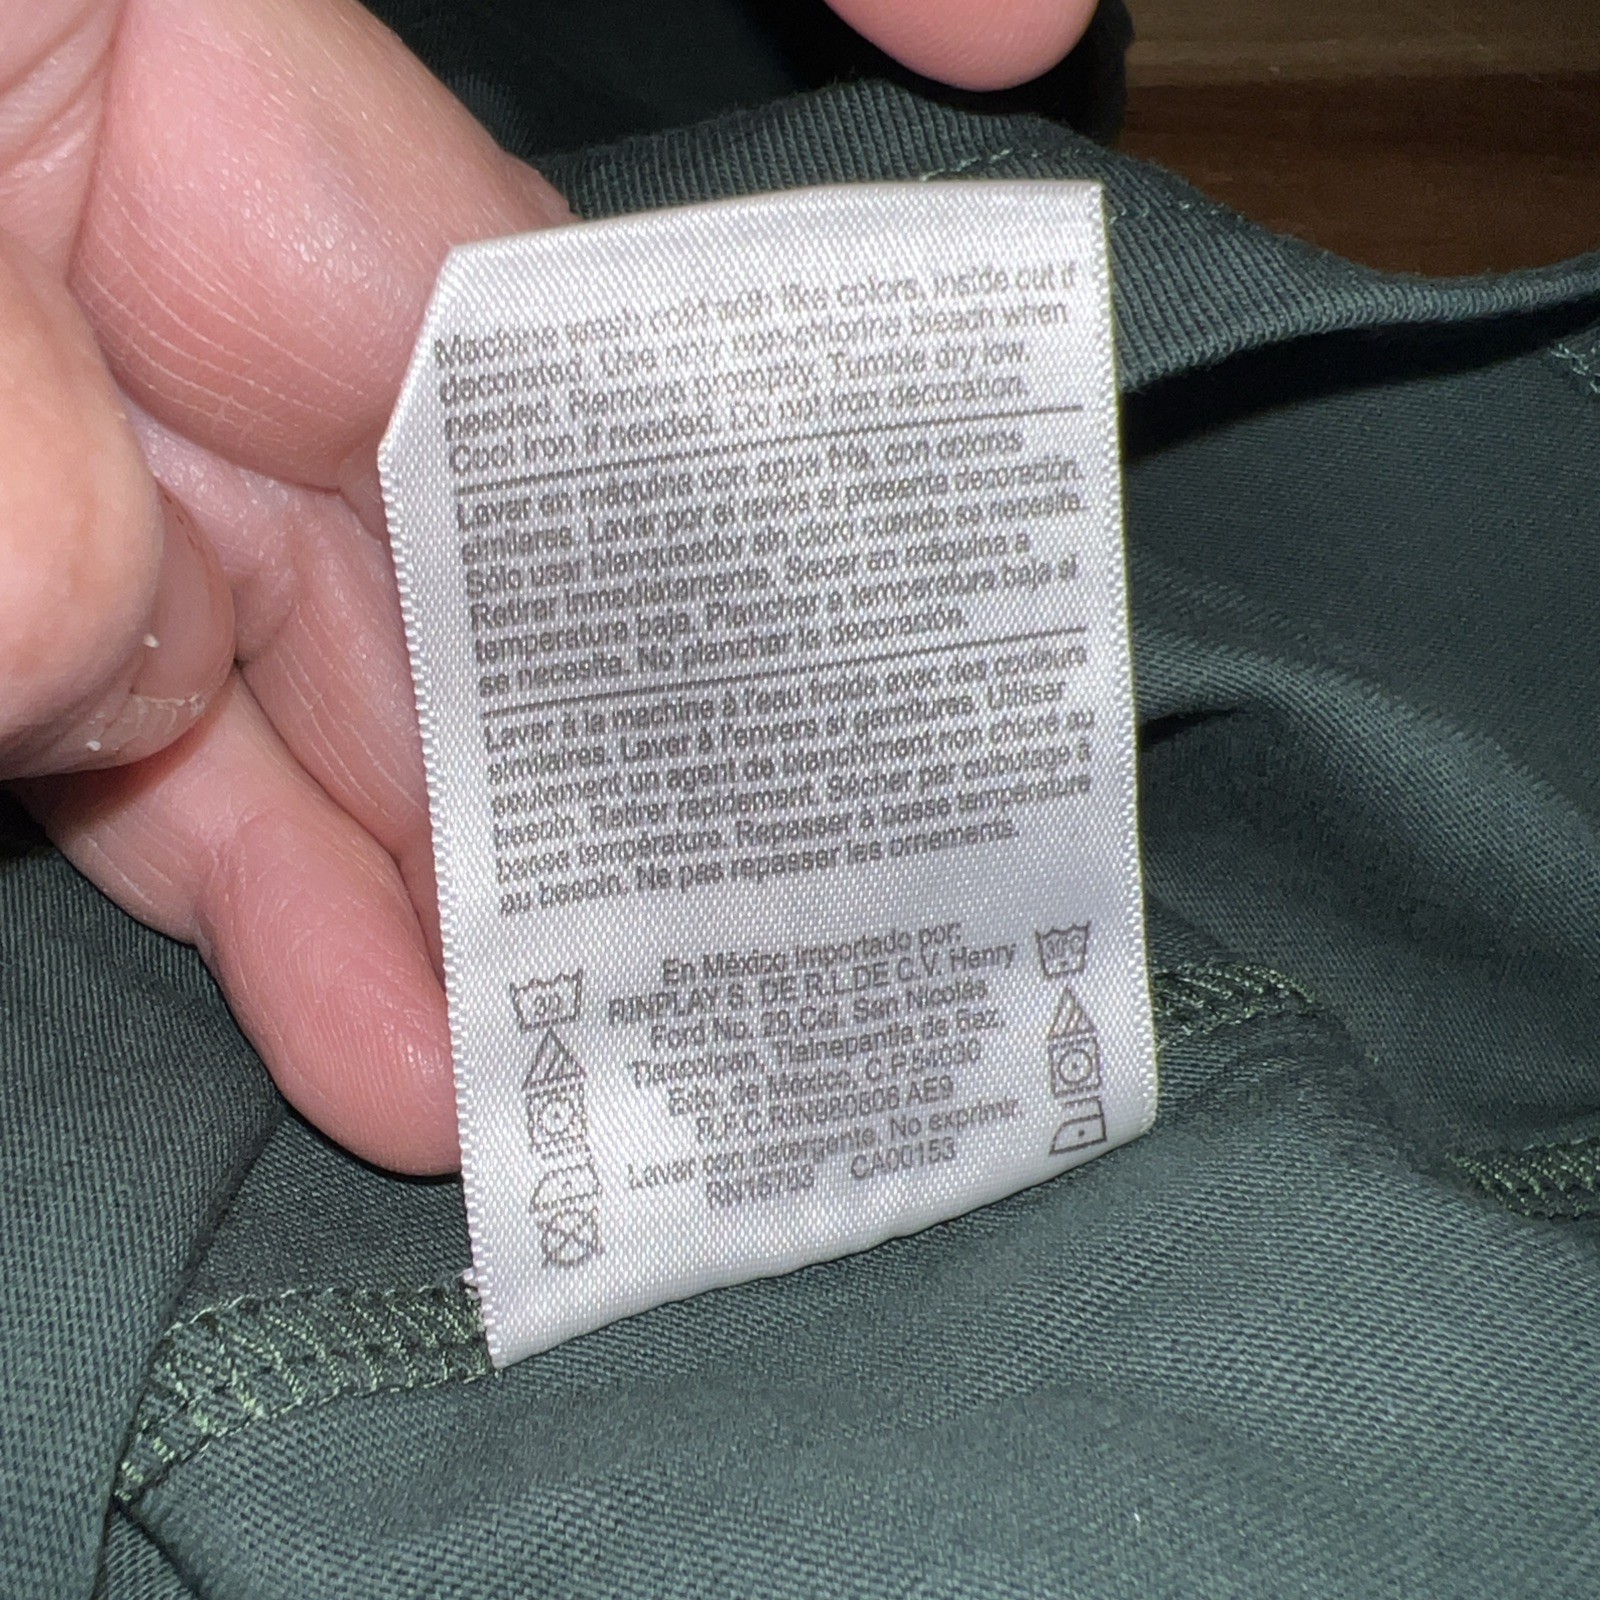 Machine wash cold with like colors, inside out if
decorated. Use only non-chlorine bleach when
needed. Remove promptly. Tumble dry low.
Cool iron if needed. Do not iron decoration.
Lavar en máquina con agua fría, con colores
similares. Lavar por el revés si presenta decoración.
Sólo usar blanqueador sin cloro cuando se necesite.
Retirar inmediatamente. Secar en máquina a
temperatura baja. Planchar a temperatura baja si
se necesita. No planchar la decoración.
Laver à la machine à l'eau froide avec des couleurs
similaires. Laver à l'envers si garnitures. Utiliser
seulement un agent de blanchiment non chloré au
besoin. Retirer rapidement. Sécher par culbutage à
basse température. Repasser à basse température
au besoin. Ne pas repasser les ornements.
En México importado por:
RINPLAY S. DE R.L.DE C.V. Henry
Ford No. 29,Col. San Nicolás
Tlaxcolpan, Tlalnepantla de Baz,
Edo. de México. C.P.54030
R.F.C.RIN980806 AE9
Lavar con detergente. No exprimir.
RN15763 CA00153
30
30°C